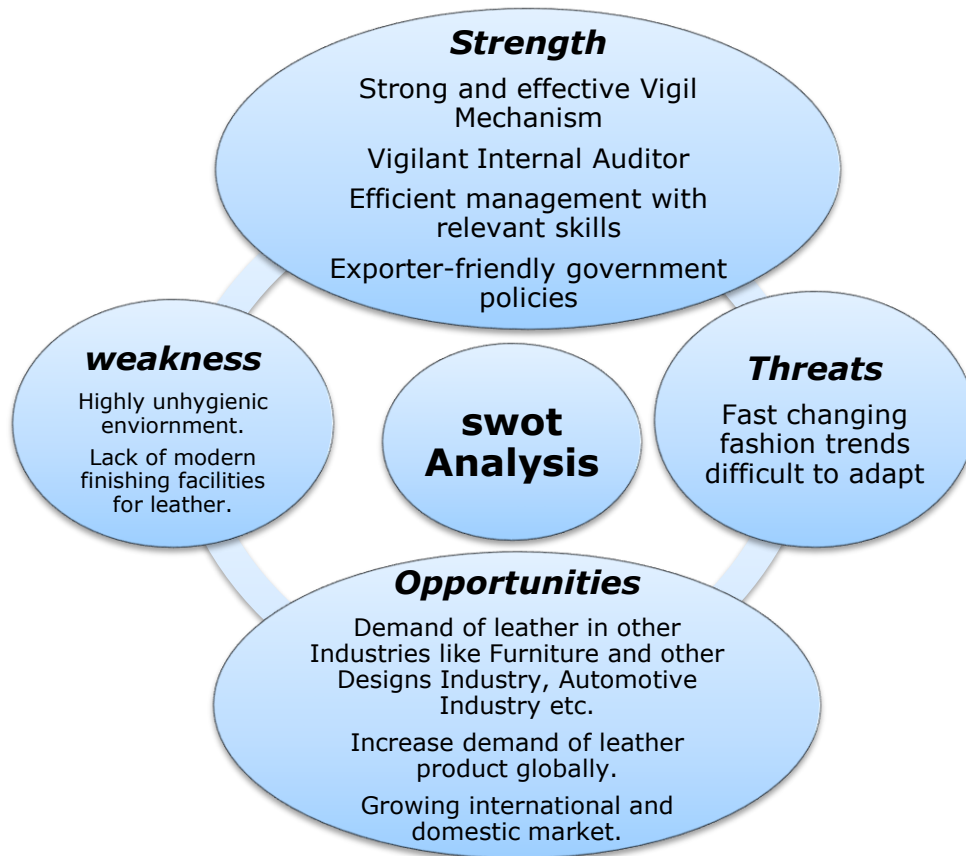 Strength
Strong and effective Vigil
Mechanism
Vigilant Internal Auditor
Efficient management with
relevant skills
Exporter-friendly government
policies
weakness
Highly unhygienic
enviornment.
Lack of modern
finishing facilities
for leather.
swot
Analysis
Threats
Fast changing
fashion trends
difficult to adapt
Opportunities
Demand of leather in other
Industries like Furniture and other
Designs Industry, Automotive
Industry etc.
Increase demand of leather
product globally.
Growing international and
domestic market.